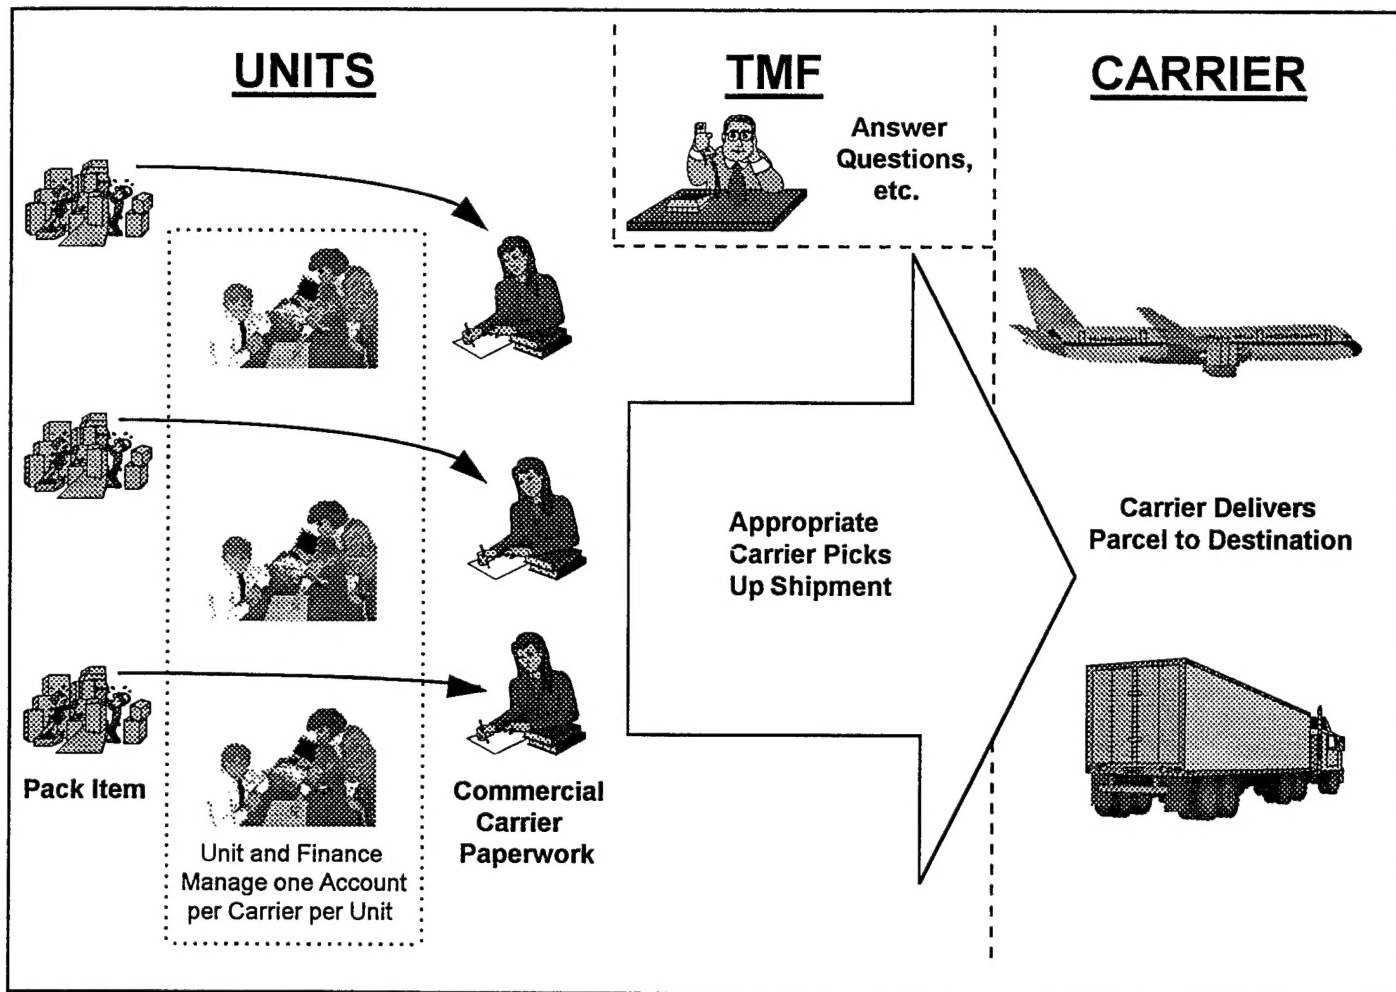 UNITS
TMF
CARRIER
Answer
Questions,
etc.
Appropriate
Carrier Picks
Up Shipment
Carrier Delivers
Parcel to Destination
Pack Item
Commercial
Carrier
Paperwork
Unit and Finance
Manage one Account
per Carrier per Unit